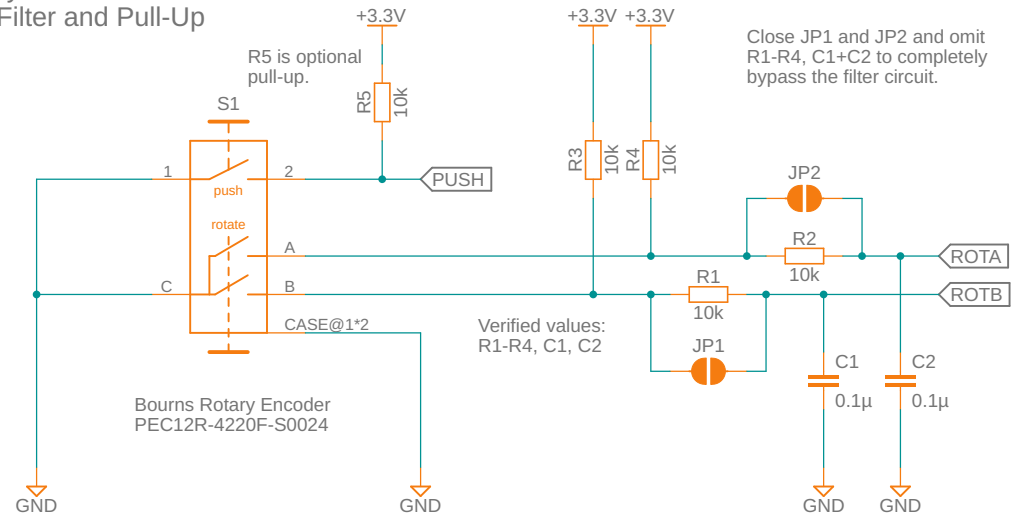 Filter and Pull-Up
+3.3V
+3.3V
+3.3V
Close JP1 and JP2 and omit
R1-R4, C1+C2 to completely
bypass the filter circuit.
R5 is optional
pull-up.
R5
10k
S1
R3
10k
R4
10k
1
2
push
PUSH
JP2
rotate
A
R2
10k
ROTA
C
B
R1
10k
ROTB
CASE@1*2
Verified values:
R1-R4, C1, C2
JP1
C1
0.1µ
C2
0.1µ
Bourns Rotary Encoder
PEC12R-4220F-S0024
GND
GND
GND
GND